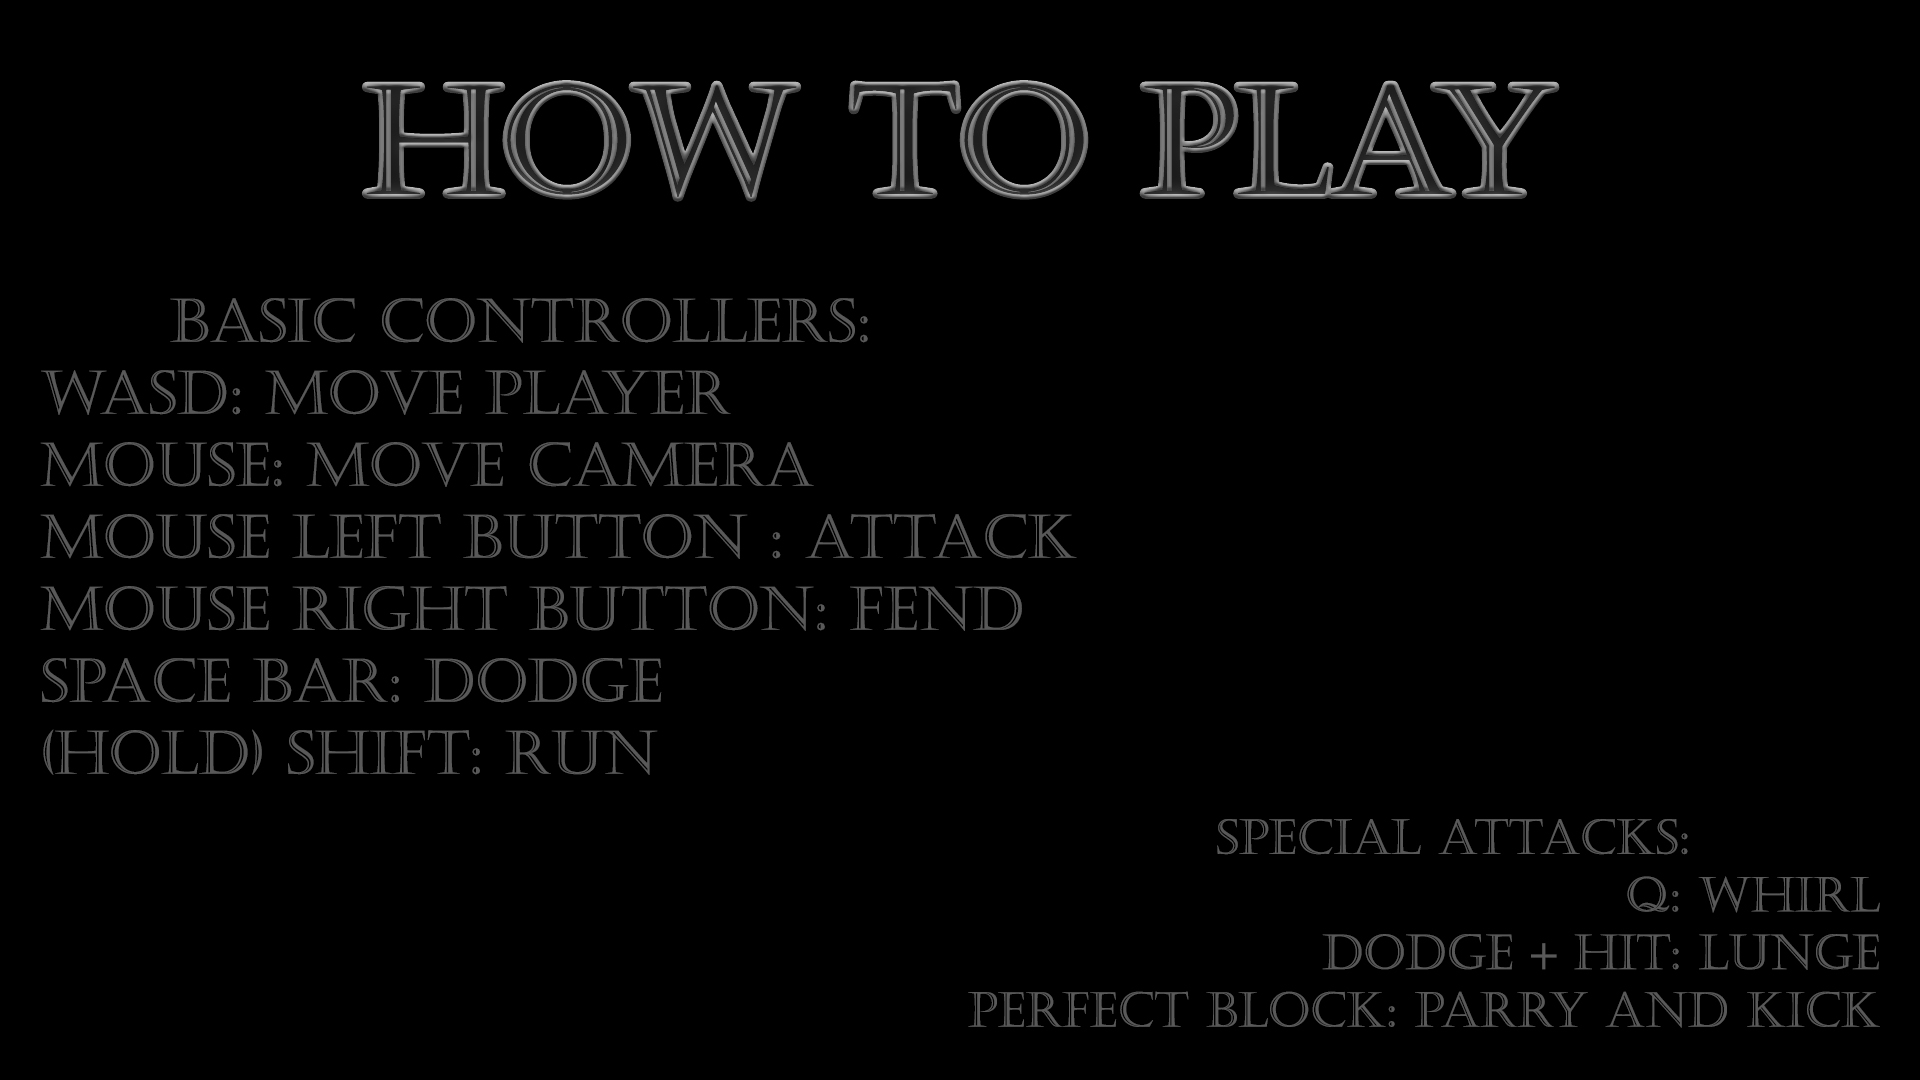 HOW TO PLAY
BASIC CONTROLLERS:
WASD: MOVE PLAYER
MOUSE: MOVE CAMERA
MOUSE LEFT BUTTON : ATTACK
MOUSE RIGHT BUTTON: FEND
SPACE BAR: DODGE
(HOLD) SHIFT: RUN
SPECIAL ATTACKS:
Q: WHIRL
DODGE + HIT: LUNGE
PERFECT BLOCK: PARRY AND KICK